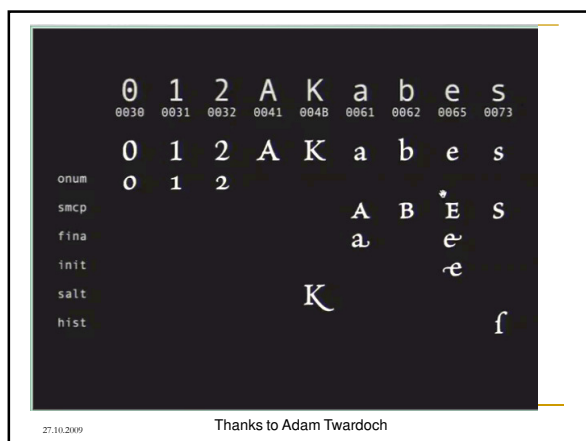 0 1 2 A K a b e s
0030 0031 0032 0041 004B 0061 0062 0065 0073
0 1 2 A K a b e s
onum 0 1 2
smcp A B E S
fina a e
init e
salt K
hist ſ
27.10.2009 Thanks to Adam Twardoch